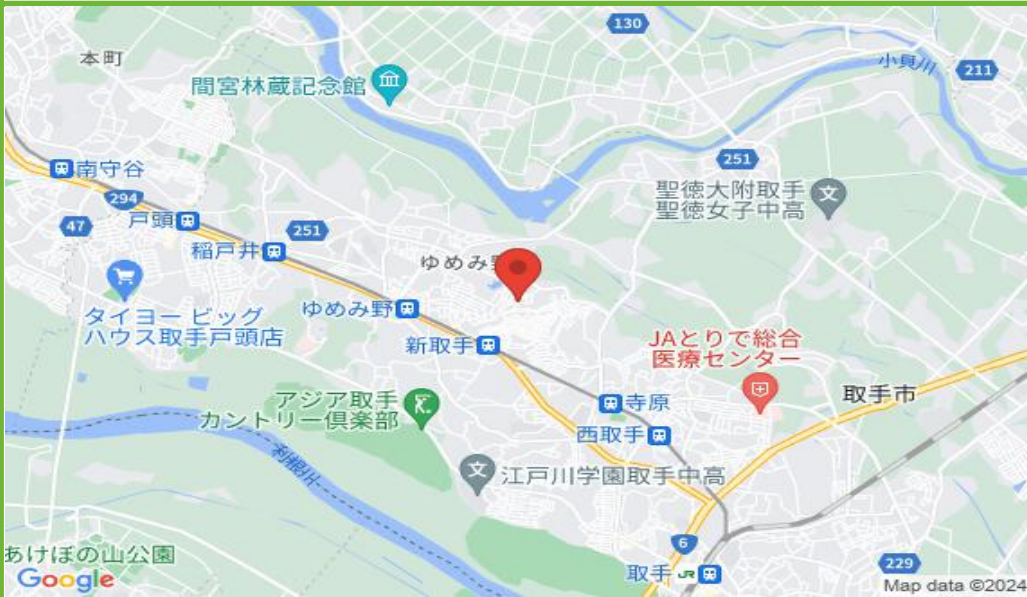 130
本町
小貝川
211
間宮林蔵記念館
251
南守谷
聖徳大附取手
聖徳女子中高
294
戸頭
47
251
稲戸井
ゆめみ野
タイヨー ビッグ
ハウス取手戸頭店
ゆめみ野
新取手
JAとりで総合
医療センター
アジア取手
カントリー倶楽部
寺原
取手市
西取手
利根川
江戸川学園取手中高
6
あけぼの山公園
229
取手 JR
Google
Map data ©2024